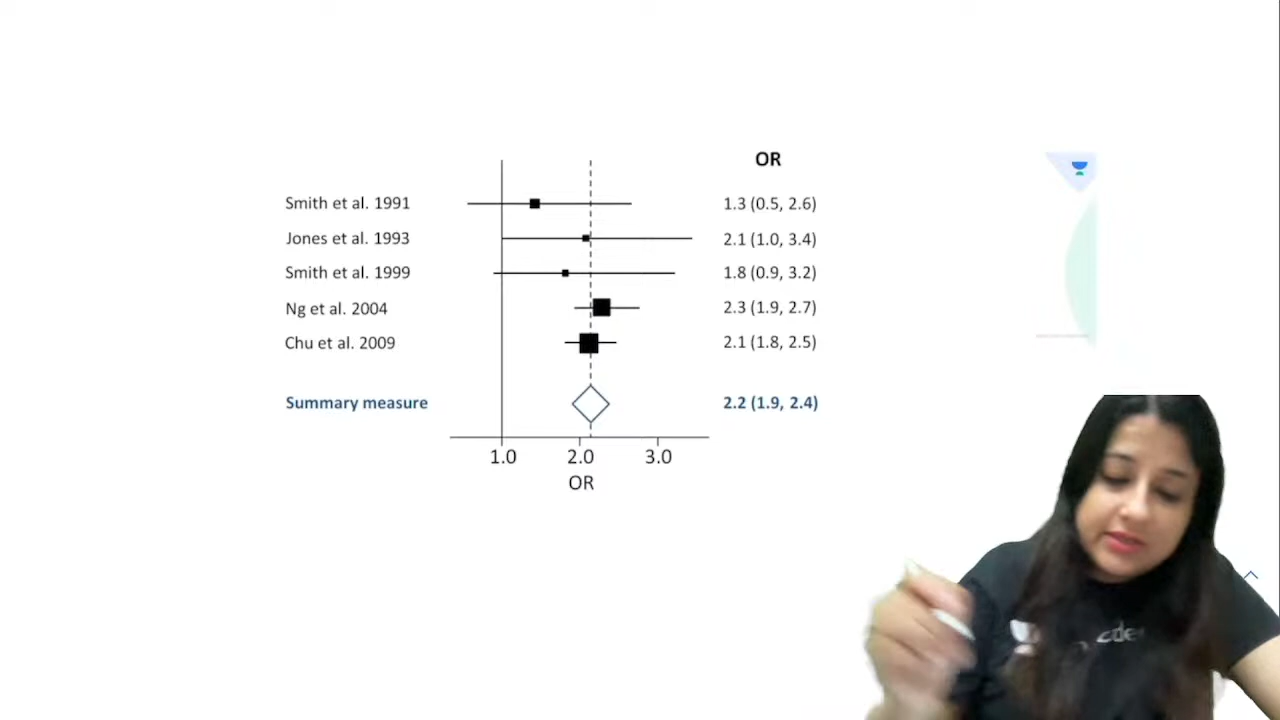 OR
Smith et al. 1991 1.3 (0.5, 2.6)
Jones et al. 1993 2.1 (1.0, 3.4)
Smith et al. 1999 1.8 (0.9, 3.2)
Ng et al. 2004 2.3 (1.9, 2.7)
Chu et al. 2009 2.1 (1.8, 2.5)
Summary measure 2.2 (1.9, 2.4)
1.0 2.0 3.0
OR